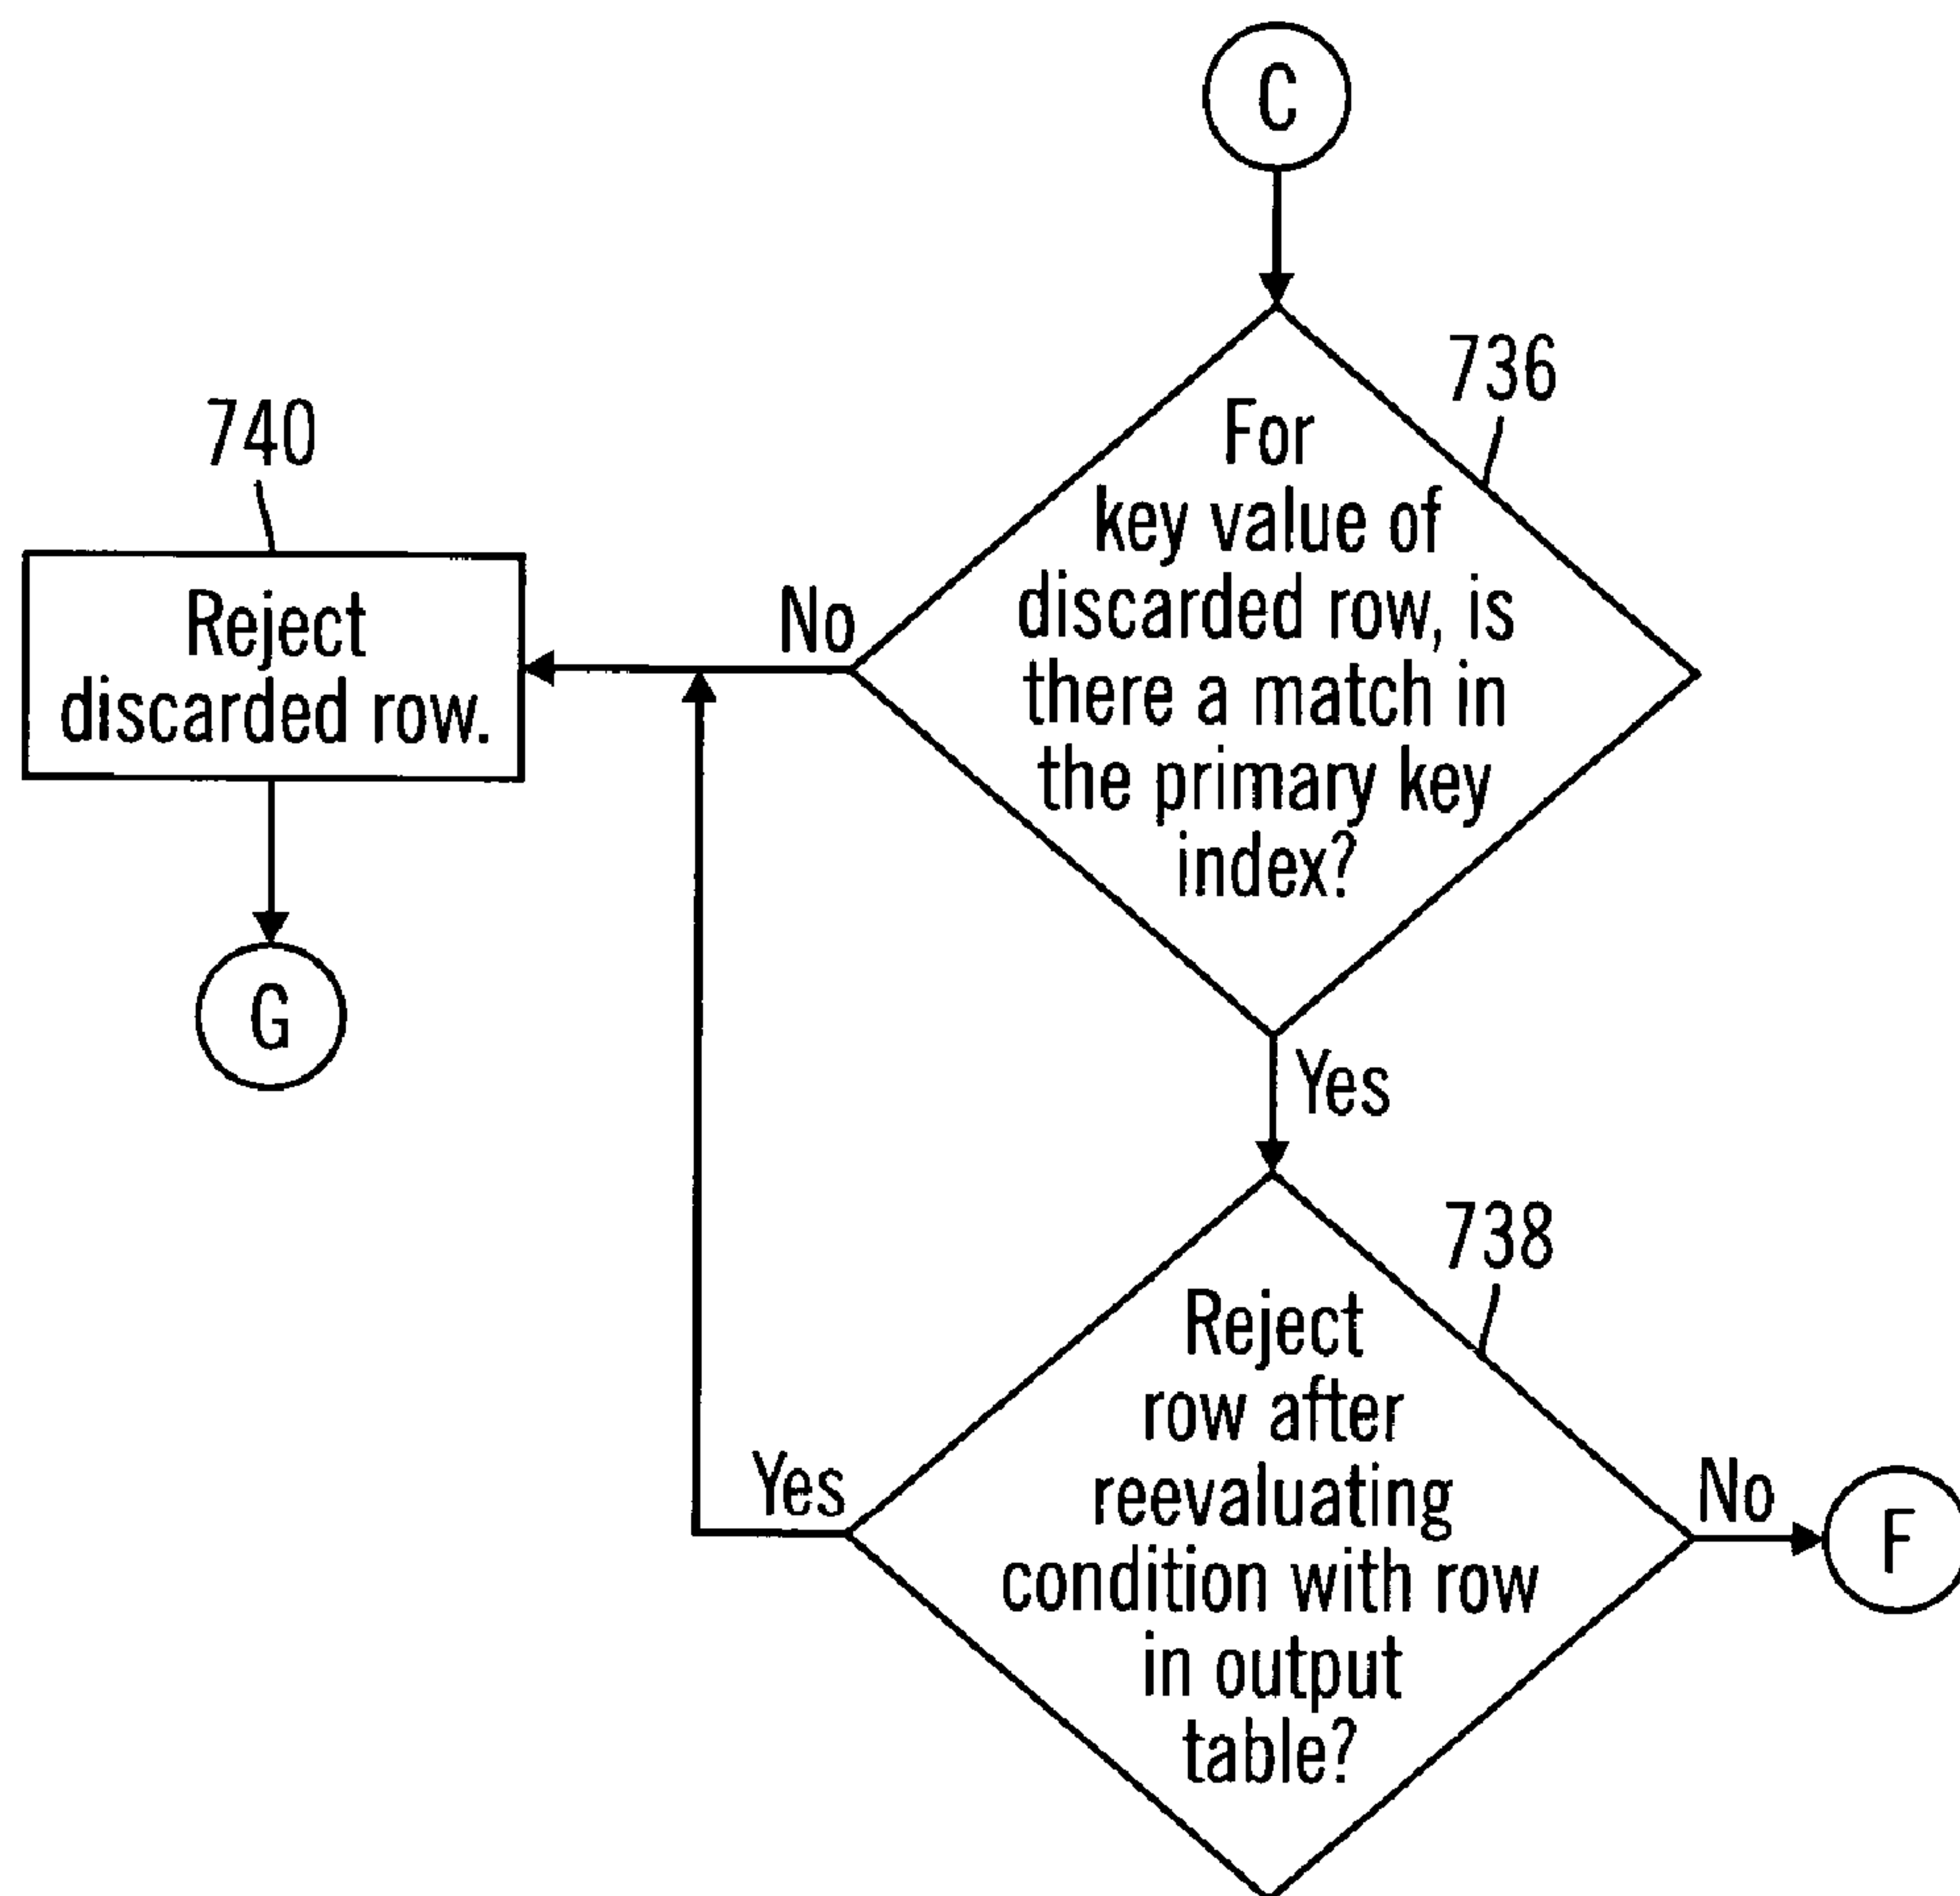 C
736
For
key value of
discarded row, is
there a match in
the primary key
index?
No
740
Reject
discarded row.
G
Yes
738
Reject
row after
reevaluating
condition with row
in output
table?
Yes
No
F